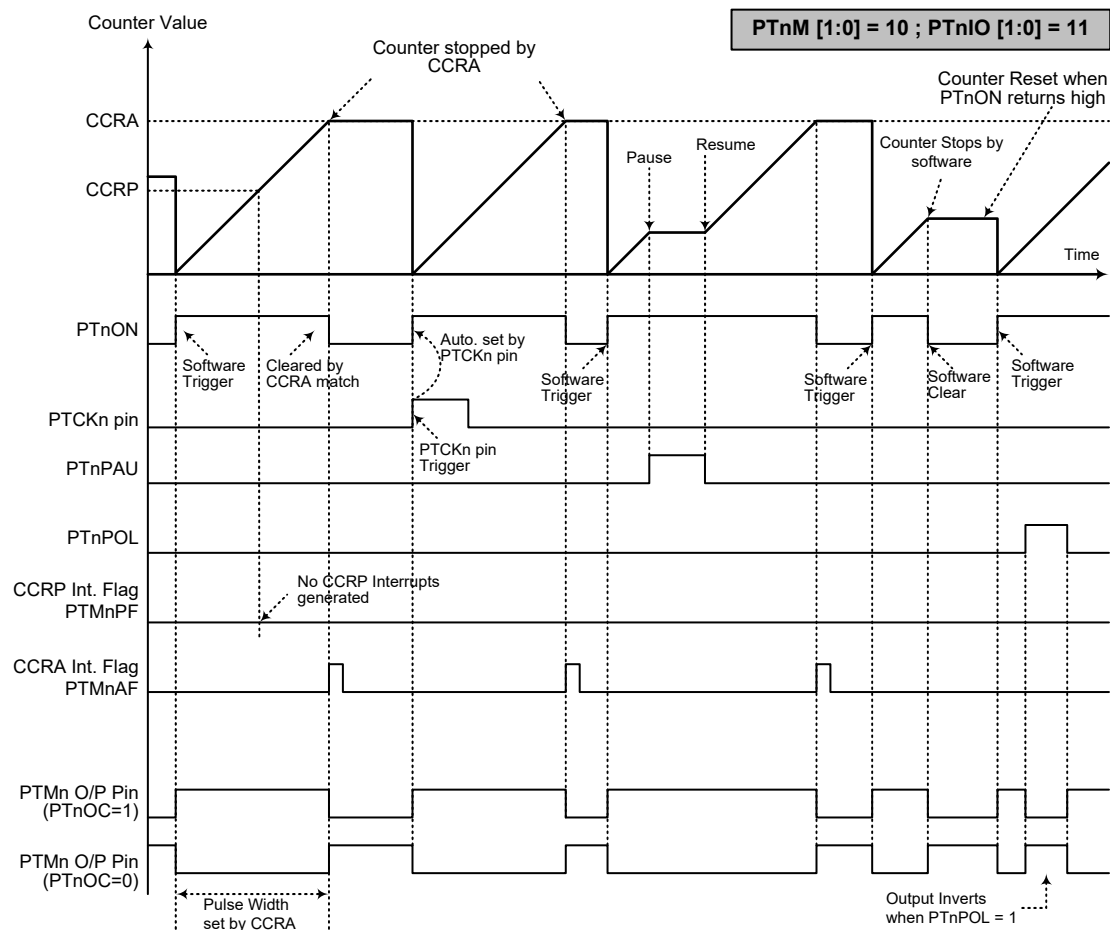 Counter Value
PTnM [1:0] = 10 ; PTnIO [1:0] = 11
Counter stopped by
CCRA
Counter Reset when
PTnON returns high
CCRA
Pause
Resume
Counter Stops by
software
CCRP
Time
PTnON
Software
Trigger
Cleared by
CCRA match
Auto. set by
PTCKn pin
Software
Trigger
Software
Trigger
Software
Clear
Software
Trigger
PTCKn pin
PTCKn pin
Trigger
PTnPAU
PTnPOL
CCRP Int. Flag
PTMnPF
No CCRP Interrupts
generated
CCRA Int. Flag
PTMnAF
PTMn O/P Pin
(PTnOC=1)
PTMn O/P Pin
(PTnOC=0)
Pulse Width
set by CCRA
Output Inverts
when PTnPOL = 1